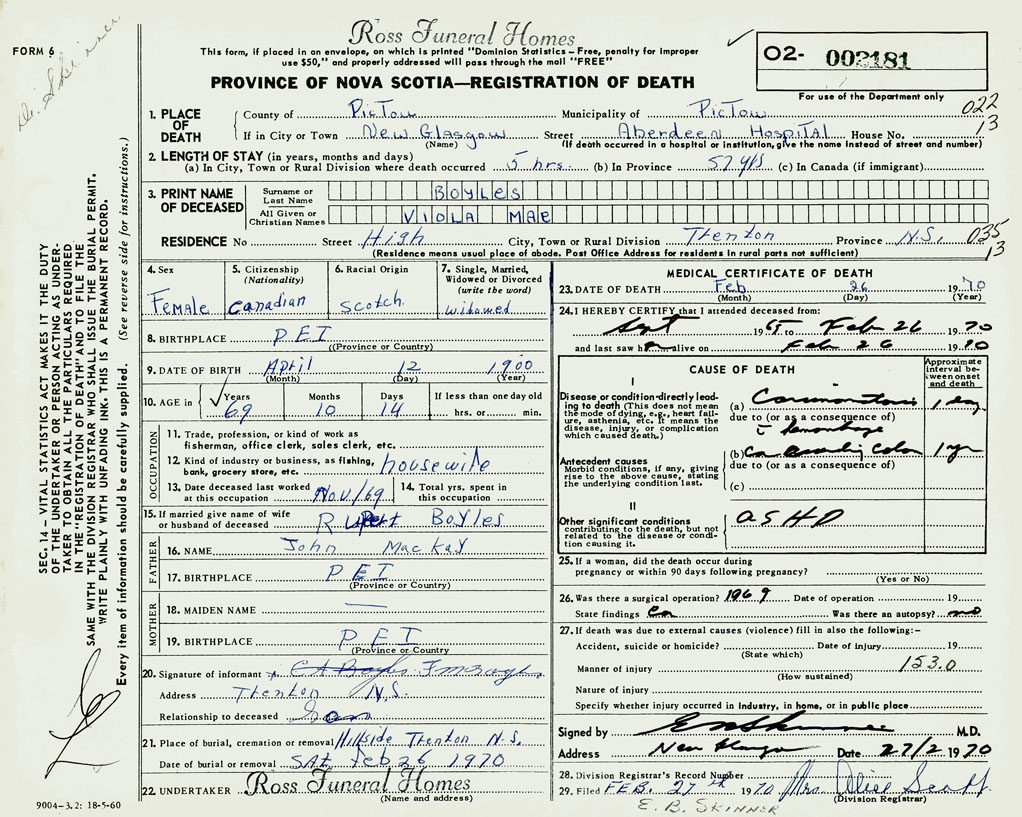 Ross Funeral Homes
FORM 6
Dr. Skinner
This form, if placed in an envelope, on which is printed "Dominion Statistics - Free, penalty for improper
use $50," and properly addressed will pass through the mail "FREE"
PROVINCE OF NOVA SCOTIA—REGISTRATION OF DEATH
O2- 002181
For use of the Department only
022
13
1. PLACE OF DEATH
County of PicTou Municipality of PicTou
If in City or Town New Glasgow Street Aberdeen Hospital House No.
(Name) (If death occurred in a hospital or institution, give the name instead of street and number)
2. LENGTH OF STAY (in years, months and days)
(a) In City, Town or Rural Division where death occurred 5 hrs. (b) In Province 57 yrs (c) In Canada (if immigrant)
3. PRINT NAME OF DECEASED
Surname or Last Name BOYLES
All Given or Christian Names VIOLA MAE
RESIDENCE No Street High City, Town or Rural Division Trenton Province N.S.
035
13
(Residence means usual place of abode. Post Office Address for residents in rural parts not sufficient)
4. Sex Female
5. Citizenship (Nationality) Canadian
6. Racial Origin Scotch
7. Single, Married, Widowed or Divorced (write the word) widowed
8. BIRTHPLACE PEI
(Province or Country)
9. DATE OF BIRTH April 12 1900
(Month) (Day) (Year)
10. AGE in Years 69 Months 10 Days 14 If less than one day old hrs. or min.
OCCUPATION
11. Trade, profession, or kind of work as fisherman, office clerk, sales clerk, etc.
12. Kind of industry or business, as fishing, bank, grocery store, etc. housewife
13. Date deceased last worked at this occupation Nov./69
14. Total yrs. spent in this occupation
15. If married give name of wife or husband of deceased Rupert Boyles
FATHER
16. NAME John MacKay
17. BIRTHPLACE PEI
(Province or Country)
MOTHER
18. MAIDEN NAME —
19. BIRTHPLACE PEI
(Province or Country)
20. Signature of informant
Address Trenton N.S.
Relationship to deceased Son
21. Place of burial, cremation or removal Hillside Trenton N.S.
Date of burial or removal SAT Feb 26 1970
22. UNDERTAKER Ross Funeral Homes
(Name and address)
9004-3.2: 18-5-60
MEDICAL CERTIFICATE OF DEATH
23. DATE OF DEATH Feb 26 1970
(Month) (Day) (Year)
24. I HEREBY CERTIFY that I attended deceased from:
Sept 1965 to Feb 26 1970
and last saw her alive on Feb 26 1970
CAUSE OF DEATH
Approximate interval between onset and death
I
Disease or condition directly leading to death (This does not mean the mode of dying, e.g., heart failure, asthenia, etc. It means the disease, injury, or complication which caused death.)
(a) 1 day
due to (or as a consequence of)
hemorrhage
Antecedent causes
Morbid conditions, if any, giving rise to the above cause, stating the underlying condition last.
(b) Ca ascending Colon 1 yr
due to (or as a consequence of)
(c)
II
Other significant conditions
contributing to the death, but not related to the disease or condition causing it.
ASHD
25. If a woman, did the death occur during pregnancy or within 90 days following pregnancy?
(Yes or No)
26. Was there a surgical operation? 1969 Date of operation 19
State findings Ca Was there an autopsy? no
27. If death was due to external causes (violence) fill in also the following:—
Accident, suicide or homicide? Date of injury 19
(State which)
Manner of injury 153.0
(How sustained)
Nature of injury
Specify whether injury occurred in industry, in home, or in public place
Signed by EB Skinner M.D.
Address New Glasgow Date 27/2 1970
28. Division Registrar's Record Number
29. Filed FEB. 27th 1970 Mrs Alice Scott
(Division Registrar)
E. B. SKINNER
SEC. 14 – VITAL STATISTICS ACT MAKES IT THE DUTY
OF THE UNDERTAKER OR PERSON ACTING AS UNDER-
TAKER TO OBTAIN ALL THE PARTICULARS REQUIRED
IN THE "REGISTRATION OF DEATH" AND TO FILE THE
SAME WITH THE DIVISION REGISTRAR WHO SHALL ISSUE THE BURIAL PERMIT.
WRITE PLAINLY WITH UNFADING INK. THIS IS A PERMANENT RECORD.
Every item of information should be carefully supplied. (See reverse side for instructions.)